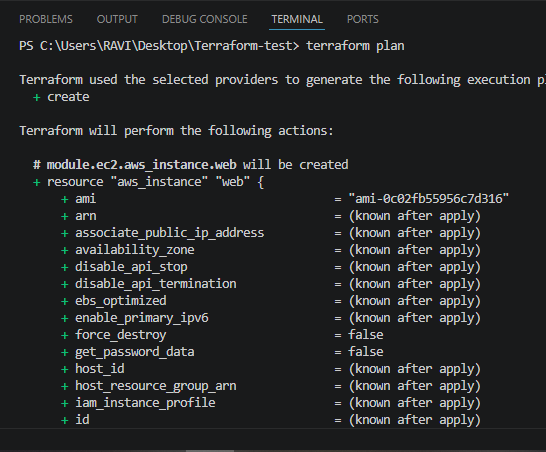 PROBLEMS OUTPUT DEBUG CONSOLE TERMINAL PORTS
PS C:\Users\RAVI\Desktop\Terraform-test> terraform plan
Terraform used the selected providers to generate the following execution
+ create
Terraform will perform the following actions:
# module.ec2.aws_instance.web will be created
+ resource "aws_instance" "web" {
+ ami = "ami-0c02fb55956c7d316"
+ arn = (known after apply)
+ associate_public_ip_address = (known after apply)
+ availability_zone = (known after apply)
+ disable_api_stop = (known after apply)
+ disable_api_termination = (known after apply)
+ ebs_optimized = (known after apply)
+ enable_primary_ipv6 = (known after apply)
+ force_destroy = false
+ get_password_data = false
+ host_id = (known after apply)
+ host_resource_group_arn = (known after apply)
+ iam_instance_profile = (known after apply)
+ id = (known after apply)